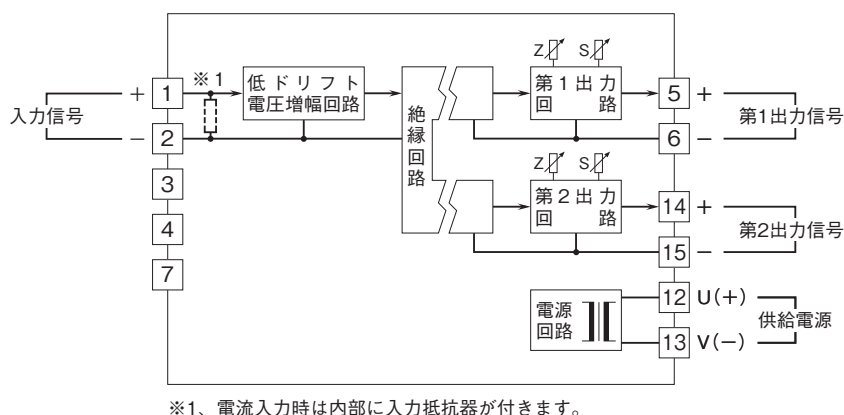 Z S
※1
低ドリフト
電圧増幅回路
第1出力
回路
+ 1
5 +
入力信号
第1出力信号
− 2
6 −
絶縁回路
Z S
3
第2出力
回路
14 +
4
第2出力信号
15 −
7
12 U(+)
電源
回路
供給電源
13 V(−)
※1、電流入力時は内部に入力抵抗器が付きます。